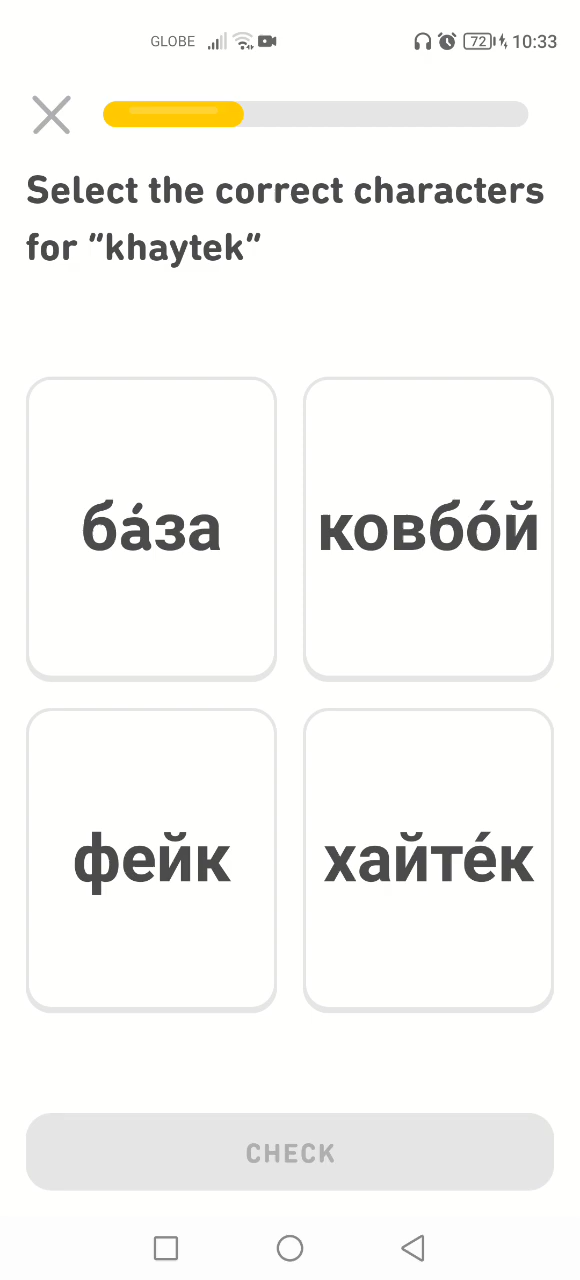 GLOBE 72 10:33
Select the correct characters
for "khaytek"
ба́за
ковбо́й
фейк
хайте́к
CHECK